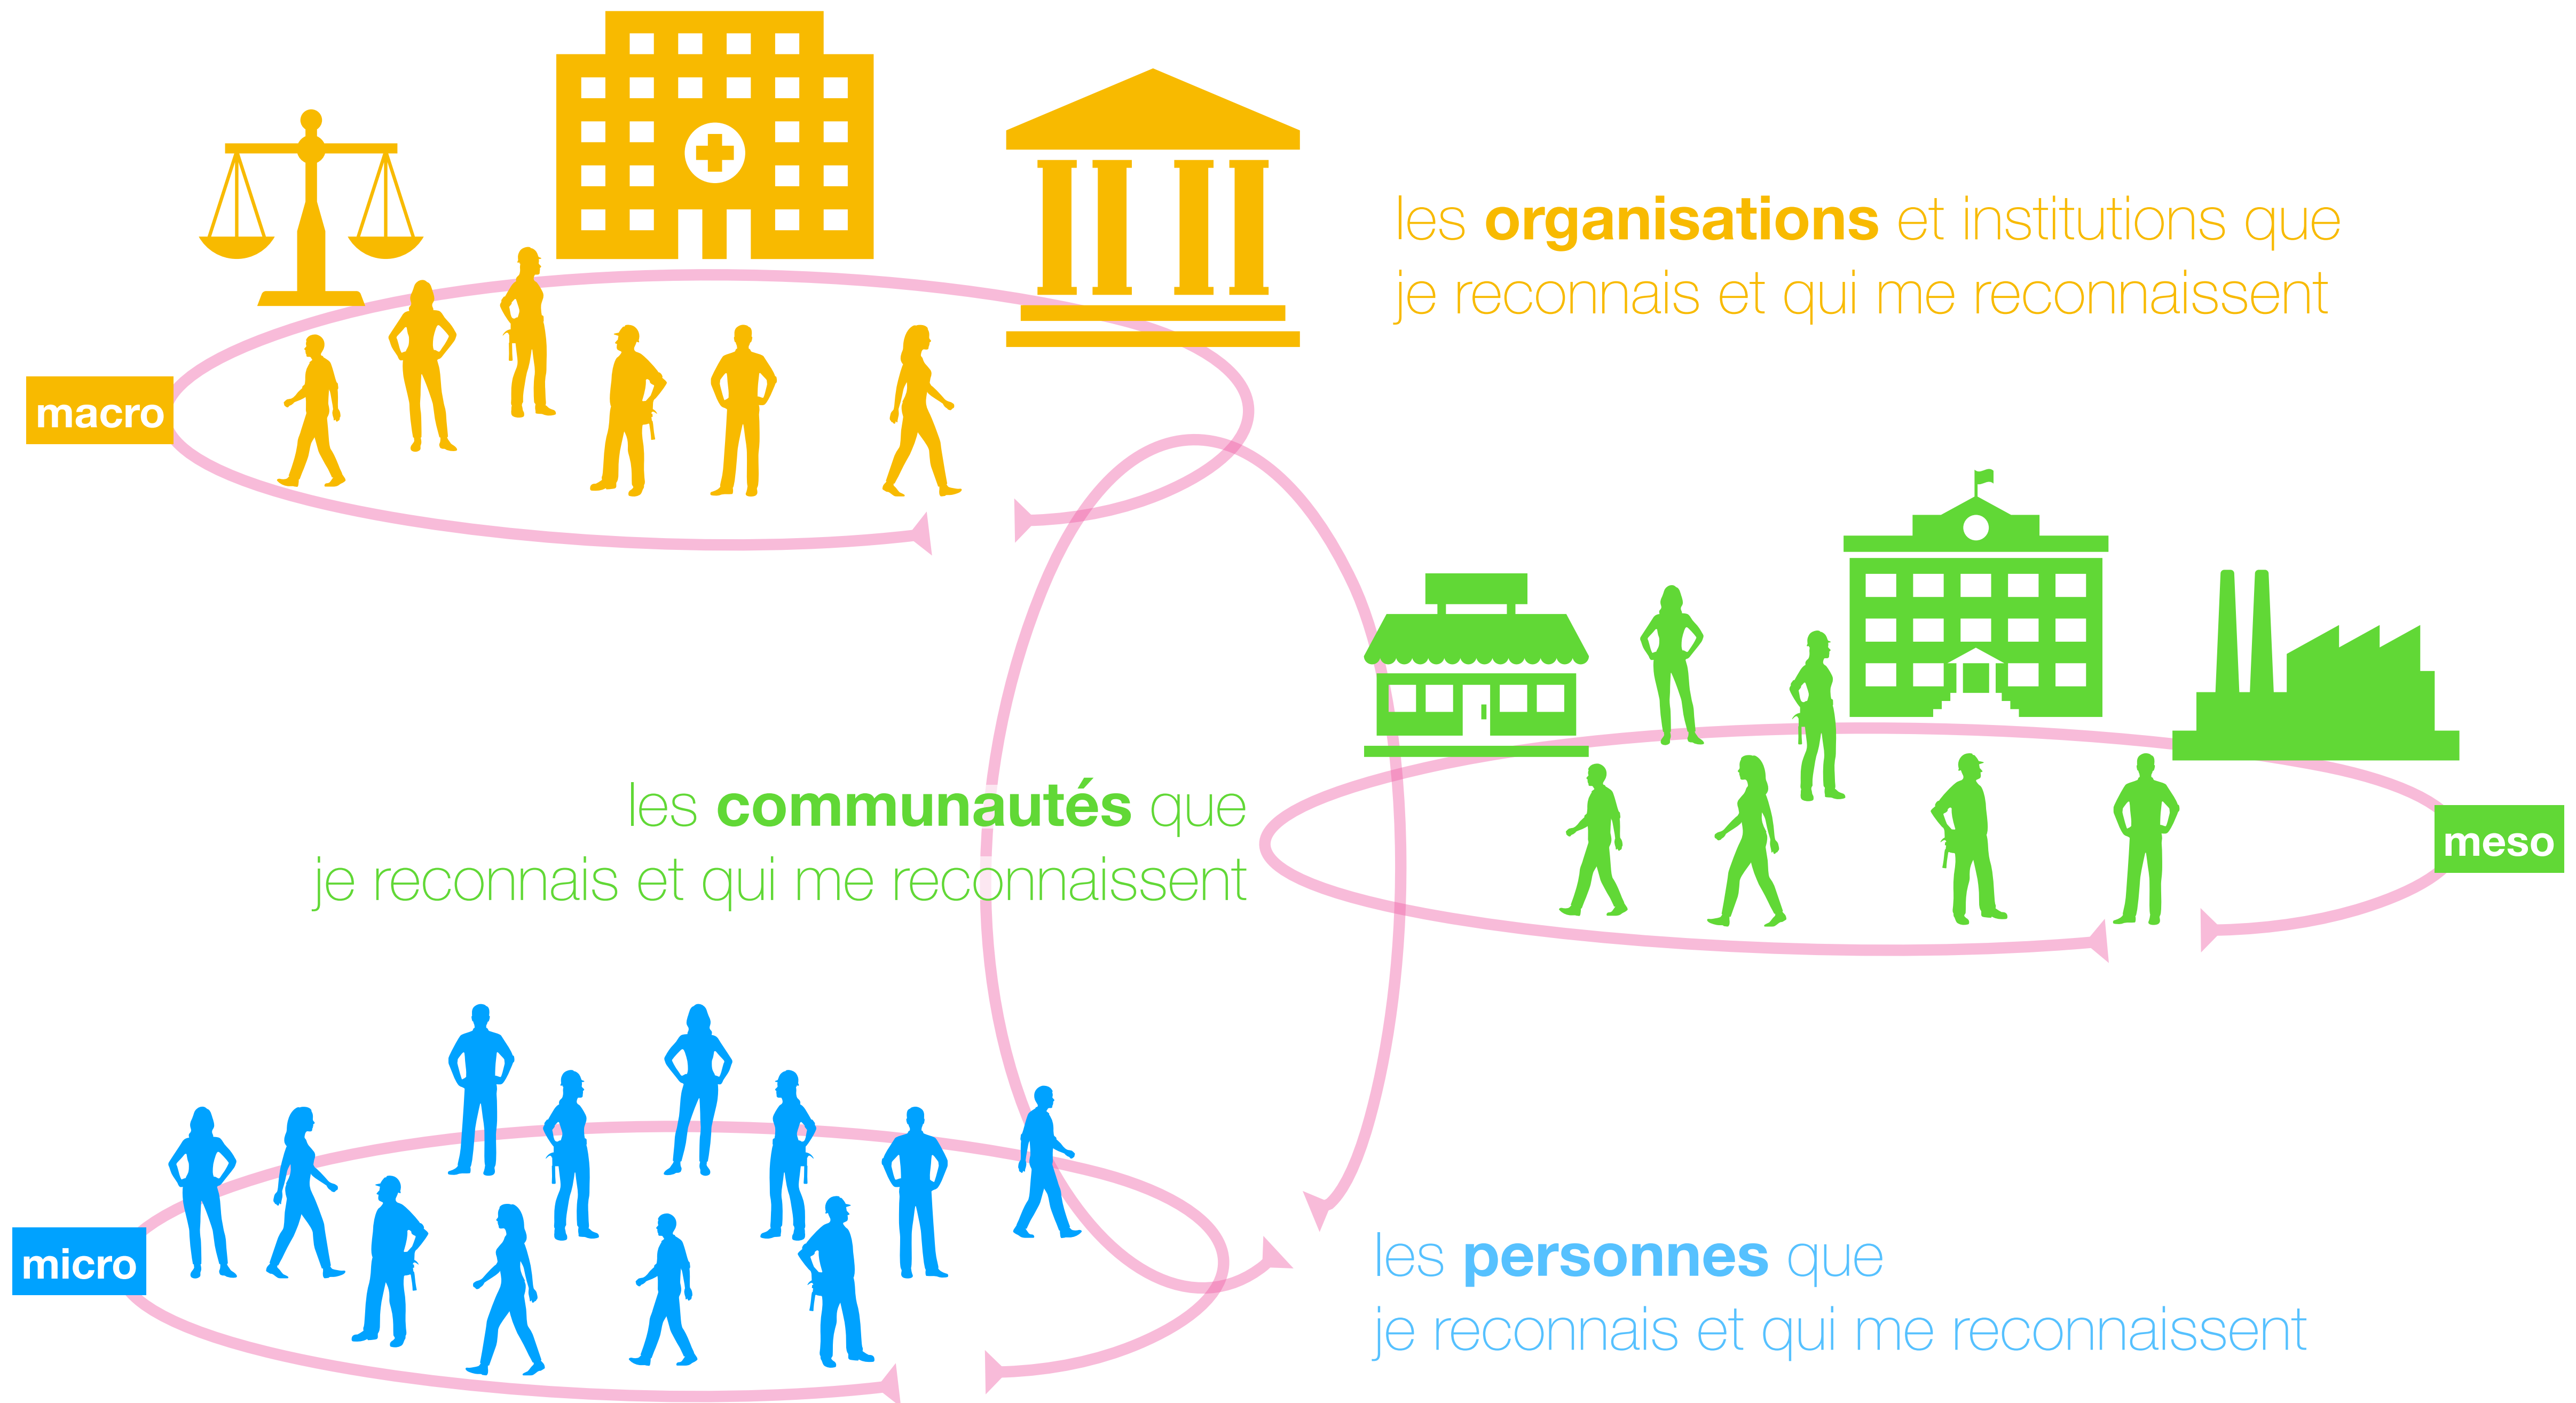 les organisations et institutions que
je reconnais et qui me reconnaissent
macro
les communautés que
je reconnais et qui me reconnaissent
meso
micro
les personnes que
je reconnais et qui me reconnaissent